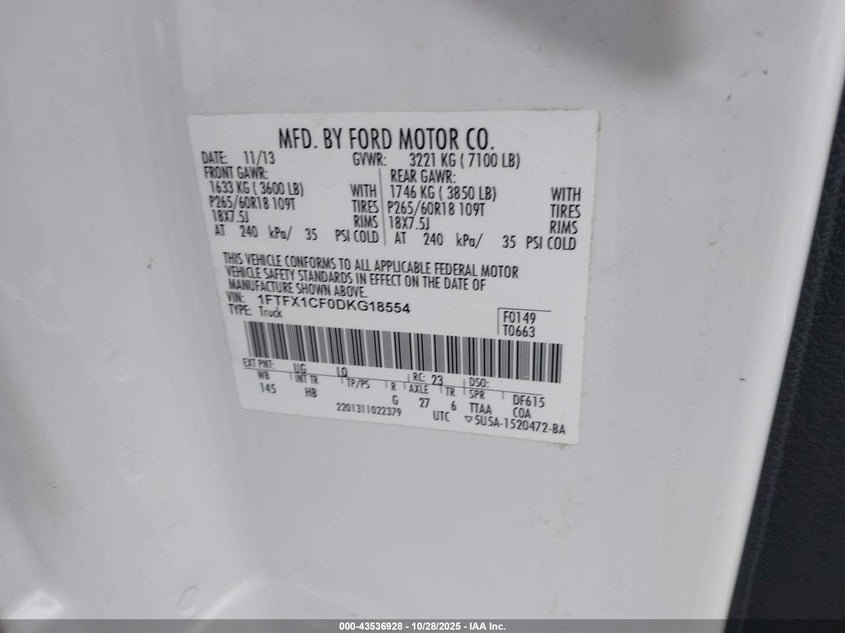 MFD. BY FORD MOTOR CO.
DATE: 11/13 GVWR: 3221 KG ( 7100 LB)
FRONT GAWR: REAR GAWR:
1633 KG ( 3600 LB) WITH 1746 KG ( 3850 LB) WITH
P265/60R18 109T TIRES P265/60R18 109T TIRES
18X7.5J RIMS 18X7.5J RIMS
AT 240 kPa/ 35 PSI COLD AT 240 kPa/ 35 PSI COLD
THIS VEHICLE CONFORMS TO ALL APPLICABLE FEDERAL MOTOR
VEHICLE SAFETY STANDARDS IN EFFECT ON THE DATE OF
MANUFACTURE SHOWN ABOVE.
VIN: 1FTFX1CF0DKG18554
TYPE: Truck
F0149
T0663
EXT PNT: UG LQ RC: 23 DSO:
WB INT TR TP/PS R AXLE TR SPR DF615
145 HB G 27 6 TTAA COA
2201311022379 UTC ▽5U5A-1520472-BA
000-43536928 - 10/28/2025 - IAA Inc.